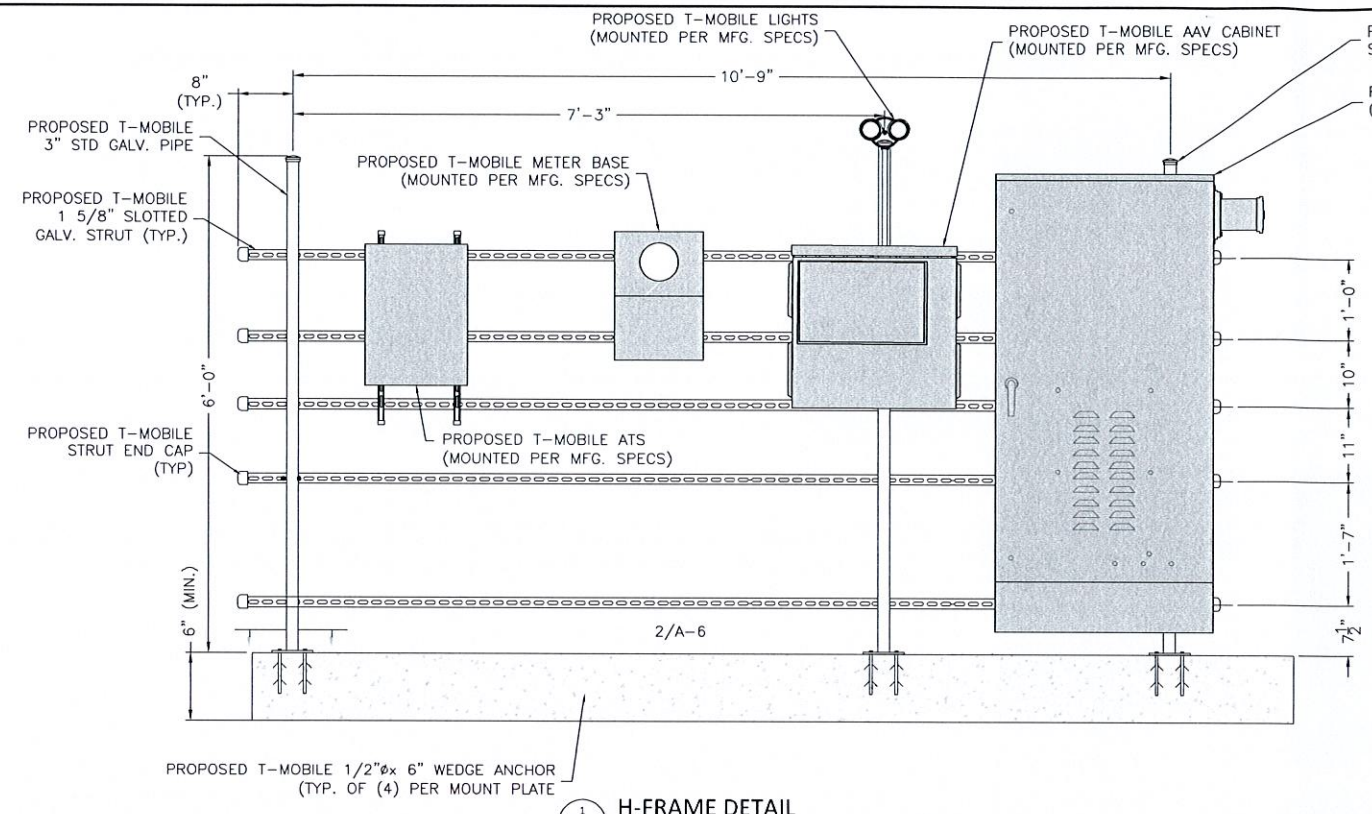 PROPOSED T-MOBILE LIGHTS
(MOUNTED PER MFG. SPECS)
PROPOSED T-MOBILE AAV CABINET
(MOUNTED PER MFG. SPECS)
8"
(TYP.)
10'-9"
7'-3"
PROPOSED T-MOBILE
3" STD GALV. PIPE
PROPOSED T-MOBILE METER BASE
(MOUNTED PER MFG. SPECS)
PROPOSED T-MOBILE
1 5/8" SLOTTED
GALV. STRUT (TYP.)
6'-0"
1'-0"
10"
PROPOSED T-MOBILE
STRUT END CAP
(TYP)
PROPOSED T-MOBILE ATS
(MOUNTED PER MFG. SPECS)
11"
1'-7"
6" (MIN.)
2/A-6
7 1/2"
PROPOSED T-MOBILE 1/2"øx 6" WEDGE ANCHOR
(TYP. OF (4) PER MOUNT PLATE
1
H-FRAME DETAIL